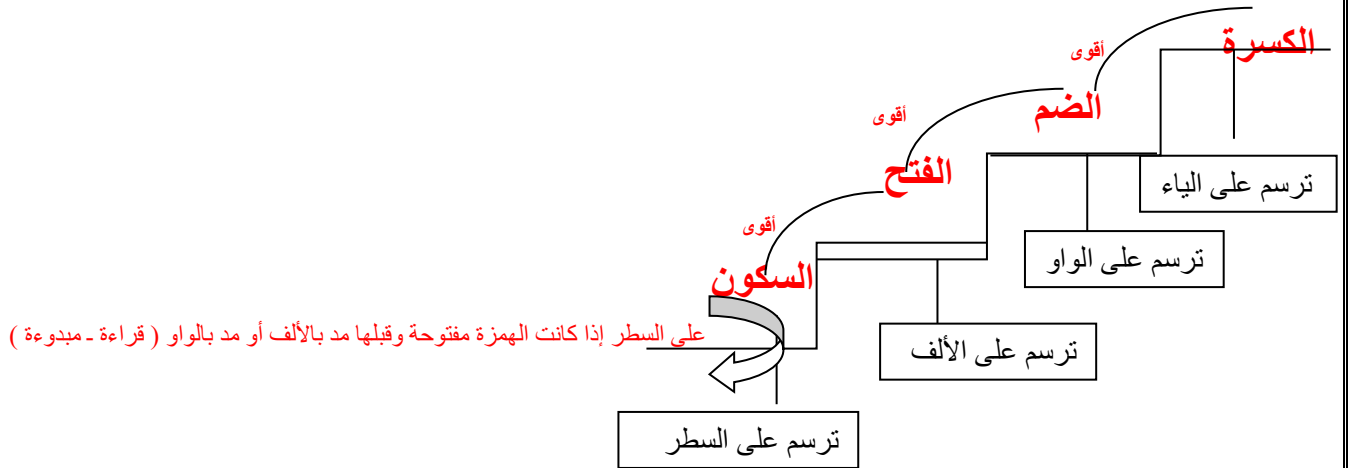 الكسرة
أقوى
الضم
أقوى
الفتح
أقوى
السكون
ترسم على الياء
ترسم على الواو
ترسم على الألف
على السطر إذا كانت الهمزة مفتوحة وقبلها مد بالألف أو مد بالواو ( قراءة ـ مبدوءة )
ترسم على السطر